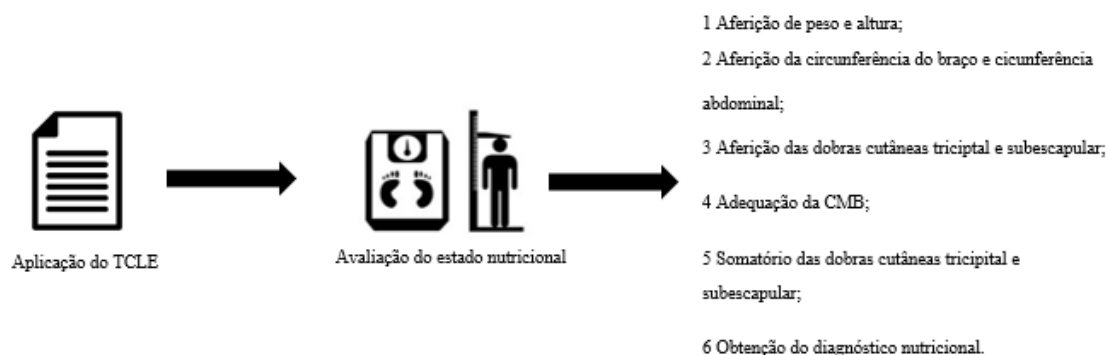 Aplicação do TCLE
Avaliação do estado nutricional
1 Aferição de peso e altura;
2 Aferição da circunferência do braço e cicunferência
abdominal;
3 Aferição das dobras cutâneas triciptal e subescapular;
4 Adequação da CMB;
5 Somatório das dobras cutâneas tricipital e
subescapular;
6 Obtenção do diagnóstico nutricional.